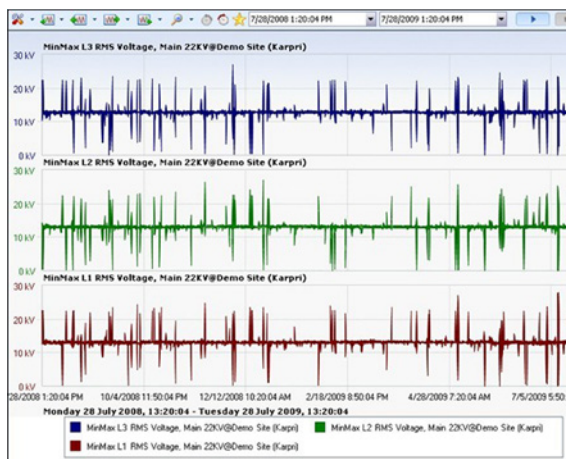 7/28/2008 1:20:04 PM 7/28/2009 1:20:04 PM
MinMax L3 RMS Voltage, Main 22KV@Demo Site (Karpri)
30 kV
20 kV
10 kV
0 kV
MinMax L2 RMS Voltage, Main 22KV@Demo Site (Karpri)
30 kV
20 kV
10 kV
0 kV
MinMax L1 RMS Voltage, Main 22KV@Demo Site (Karpri)
30 kV
20 kV
10 kV
0 kV
28/2008 1:20:04 PM 10/4/2008 11:50:04 PM 12/12/2008 10:20:04 AM 2/18/2009 8:50:04 PM 4/28/2009 7:20:04 AM 7/5/2009 5:50
Monday 28 July 2008, 13:20:04 - Tuesday 28 July 2009, 13:20:04
MinMax L3 RMS Voltage, Main 22KV@Demo Site (Karpri) MinMax L2 RMS Voltage, Main 22KV@Demo Site (Karpri)
MinMax L1 RMS Voltage, Main 22KV@Demo Site (Karpri)